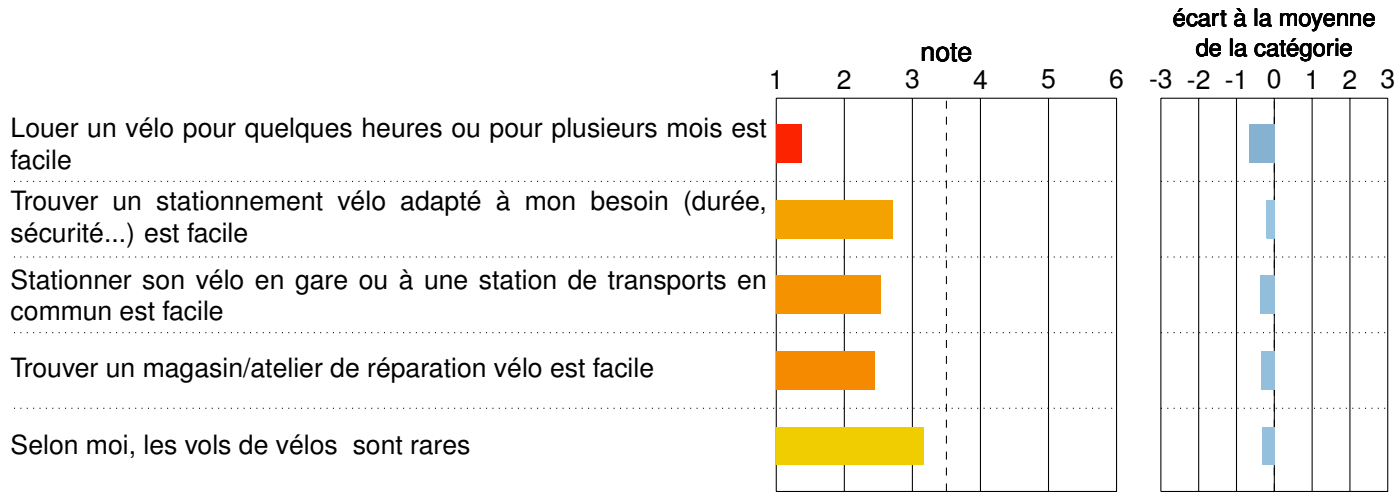 écart à la moyenne
note de la catégorie
1 2 3 4 5 6 -3 -2 -1 0 1 2 3
Louer un vélo pour quelques heures ou pour plusieurs mois est
facile
Trouver un stationnement vélo adapté à mon besoin (durée,
sécurité...) est facile
Stationner son vélo en gare ou à une station de transports en
commun est facile
Trouver un magasin/atelier de réparation vélo est facile
Selon moi, les vols de vélos sont rares